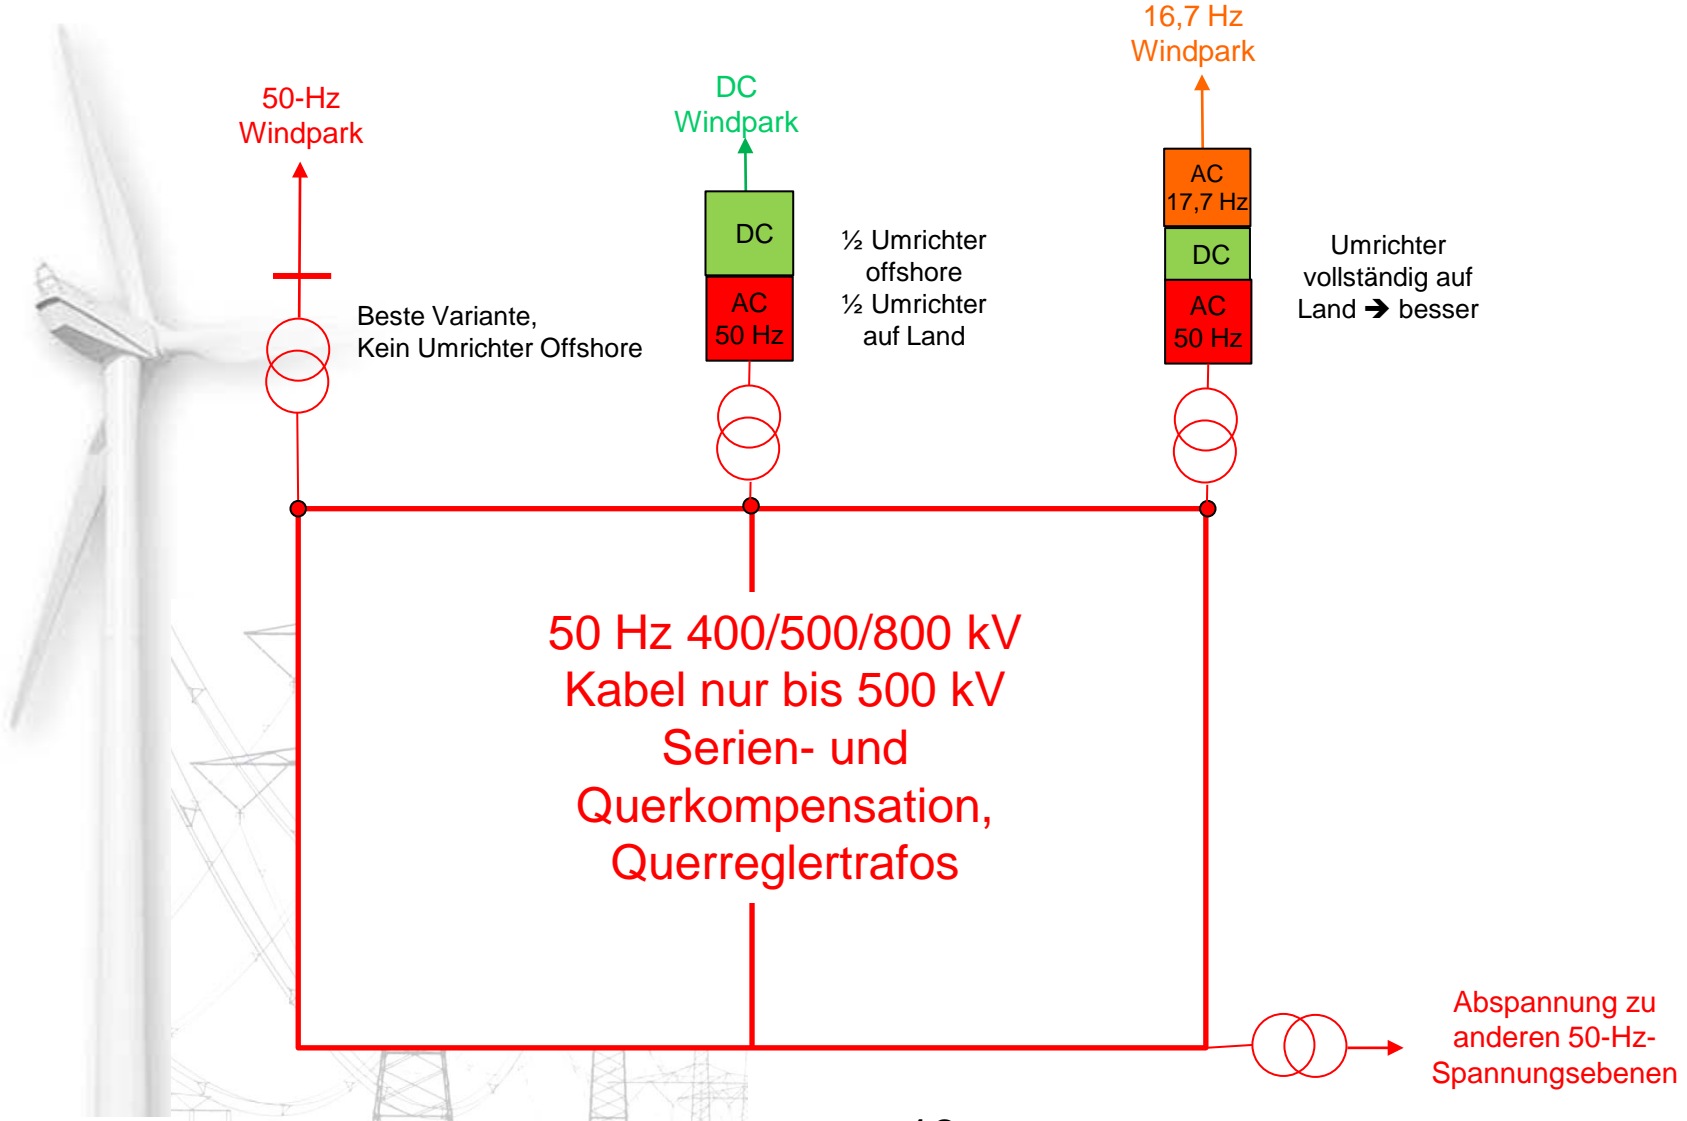 16,7 Hz
Windpark
50-Hz
Windpark
DC
Windpark
AC
17,7 Hz
DC
AC
50 Hz
DC
AC
50 Hz
½ Umrichter
offshore
½ Umrichter
auf Land
Umrichter
vollständig auf
Land ➔ besser
Beste Variante,
Kein Umrichter Offshore
50 Hz 400/500/800 kV
Kabel nur bis 500 kV
Serien- und
Querkompensation,
Querreglertrafos
Abspannung zu
anderen 50-Hz-
Spannungsebenen